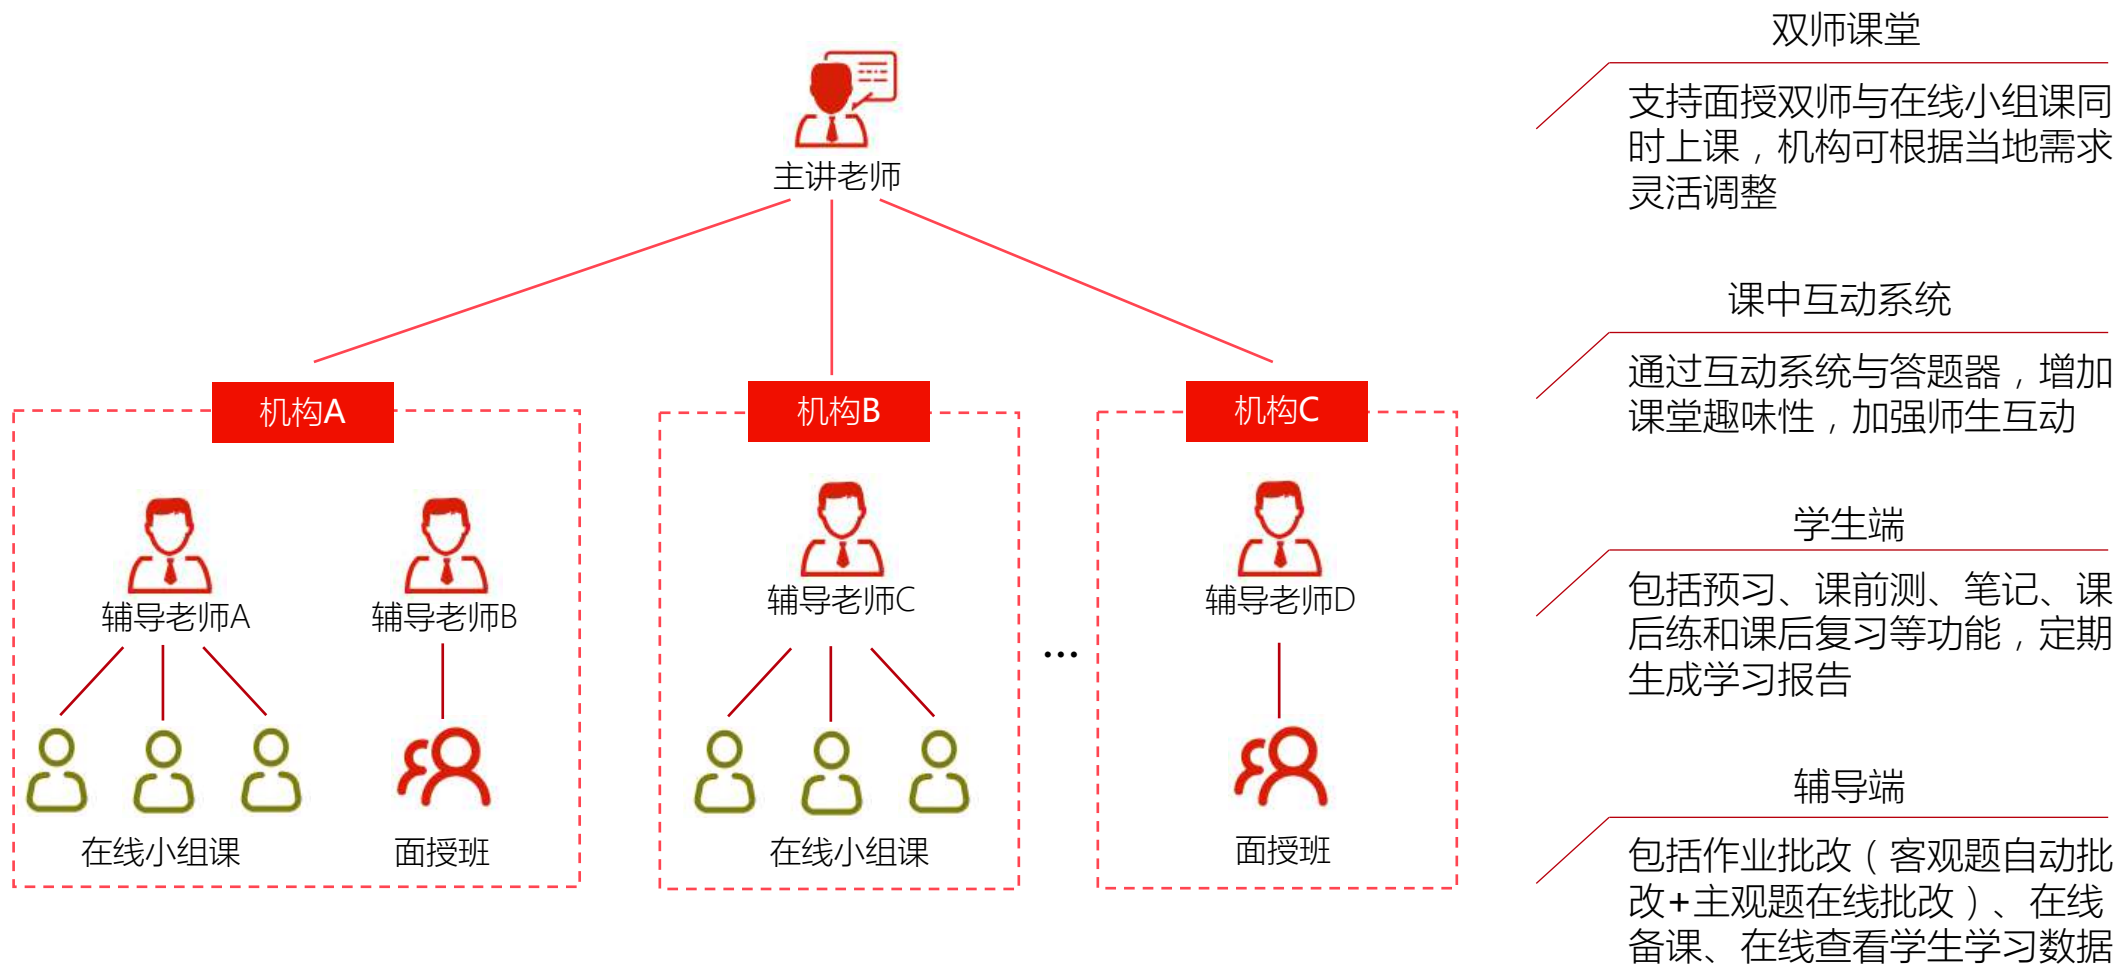 主讲老师
机构A
机构B
机构C
辅导老师A
辅导老师B
辅导老师C
辅导老师D
...
在线小组课
面授班
在线小组课
面授班
双师课堂
支持面授双师与在线小组课同
时上课，机构可根据当地需求
灵活调整
课中互动系统
通过互动系统与答题器，增加
课堂趣味性，加强师生互动
学生端
包括预习、课前测、笔记、课
后练和课后复习等功能，定期
生成学习报告
辅导端
包括作业批改（客观题自动批
改+主观题在线批改）、在线
备课、在线查看学生学习数据